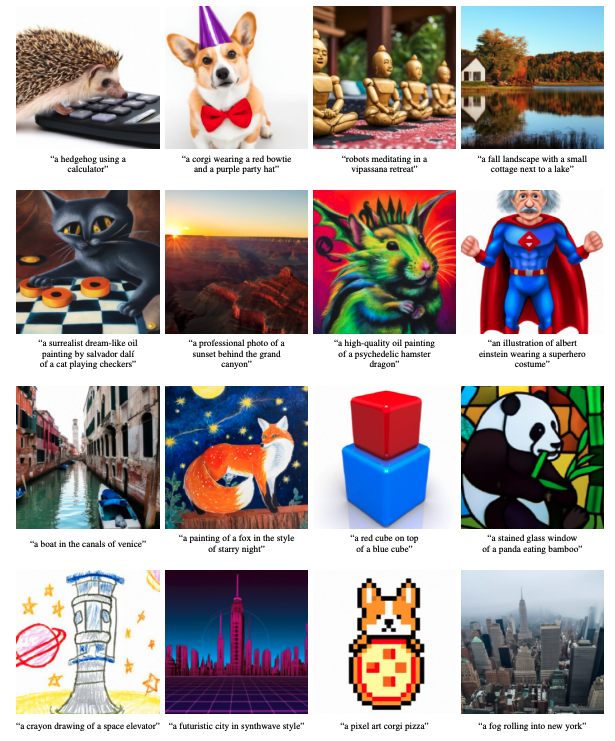 “a hedgehog using a
calculator”
“a corgi wearing a red bowtie
and a purple party hat”
“robots meditating in a
vipassana retreat”
“a fall landscape with a small
cottage next to a lake”
“a surrealist dream-like oil
painting by salvador dalí
of a cat playing checkers”
“a professional photo of a
sunset behind the grand
canyon”
“a high-quality oil painting
of a psychedelic hamster
dragon”
“an illustration of albert
einstein wearing a superhero
costume”
“a boat in the canals of venice”
“a painting of a fox in the style
of starry night”
“a red cube on top
of a blue cube”
“a stained glass window
of a panda eating bamboo”
“a crayon drawing of a space elevator”
“a futuristic city in synthwave style”
“a pixel art corgi pizza”
“a fog rolling into new york”